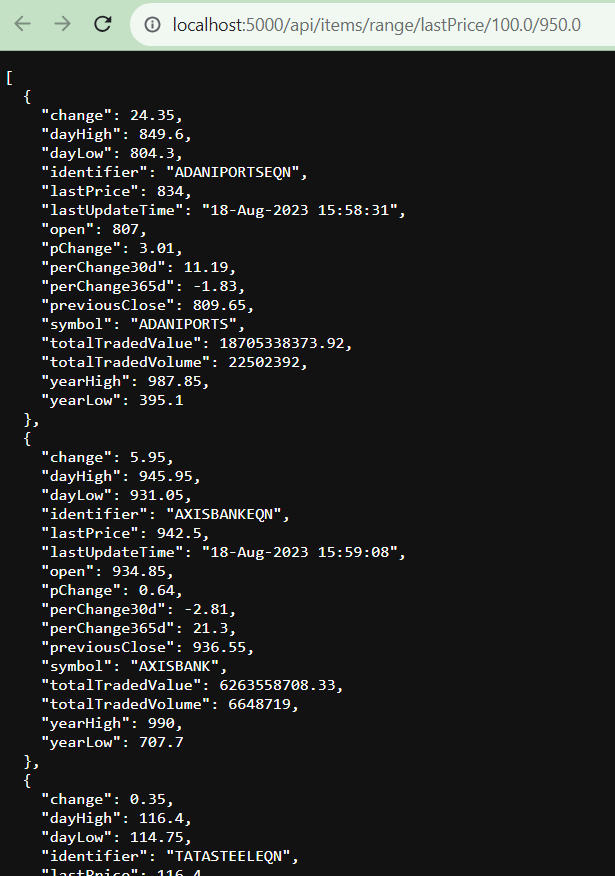 localhost:5000/api/items/range/lastPrice/100.0/950.0
[
  {
    "change": 24.35,
    "dayHigh": 849.6,
    "dayLow": 804.3,
    "identifier": "ADANIPORTSEQN",
    "lastPrice": 834,
    "lastUpdateTime": "18-Aug-2023 15:58:31",
    "open": 807,
    "pChange": 3.01,
    "perChange30d": 11.19,
    "perChange365d": -1.83,
    "previousClose": 809.65,
    "symbol": "ADANIPORTS",
    "totalTradedValue": 18705338373.92,
    "totalTradedVolume": 22502392,
    "yearHigh": 987.85,
    "yearLow": 395.1
  },
  {
    "change": 5.95,
    "dayHigh": 945.95,
    "dayLow": 931.05,
    "identifier": "AXISBANKEQN",
    "lastPrice": 942.5,
    "lastUpdateTime": "18-Aug-2023 15:59:08",
    "open": 934.85,
    "pChange": 0.64,
    "perChange30d": -2.81,
    "perChange365d": 21.3,
    "previousClose": 936.55,
    "symbol": "AXISBANK",
    "totalTradedValue": 6263558708.33,
    "totalTradedVolume": 6648719,
    "yearHigh": 990,
    "yearLow": 707.7
  },
  {
    "change": 0.35,
    "dayHigh": 116.4,
    "dayLow": 114.75,
    "identifier": "TATASTEELEQN",
    "lastPrice": 116.4